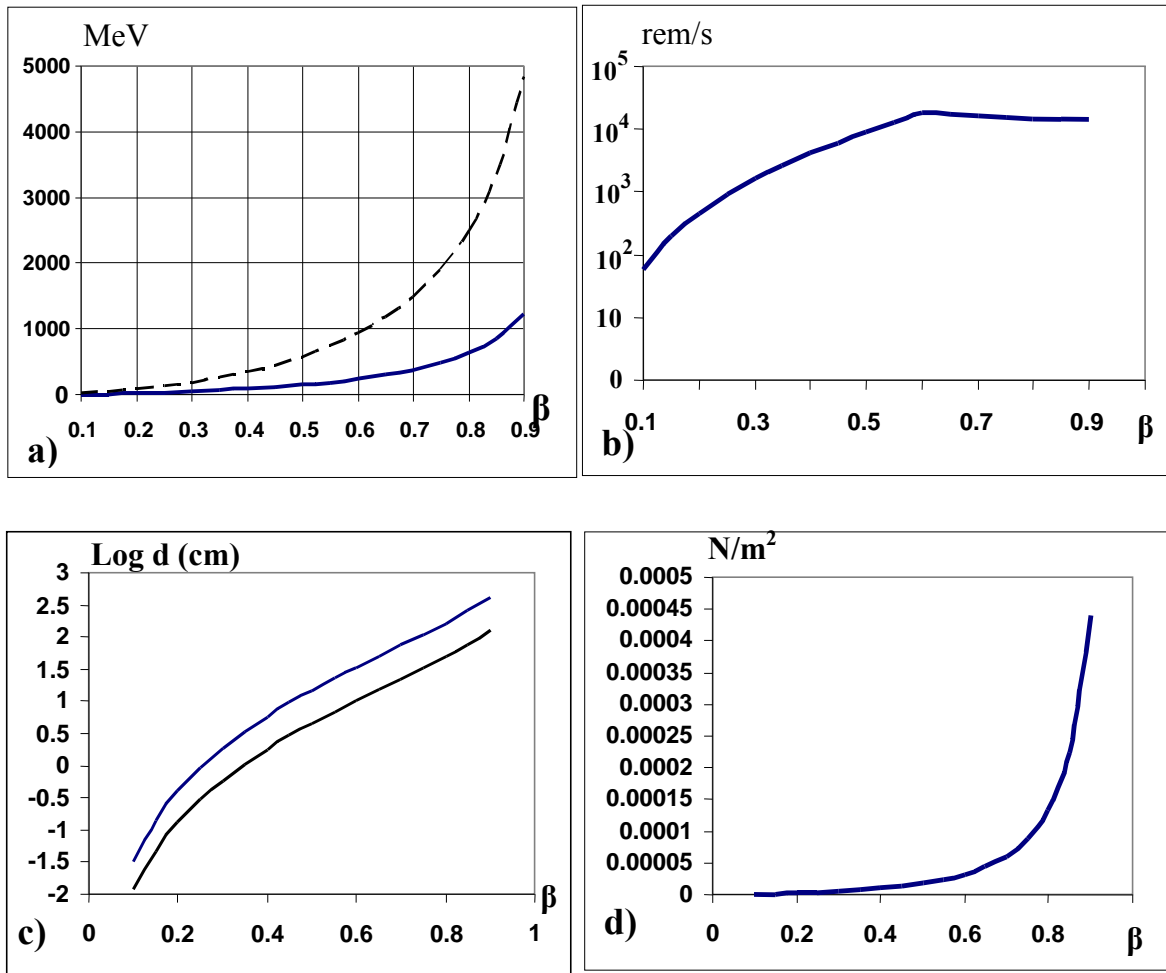 MeV
5000
4000
3000
2000
1000
0
0.1 0.2 0.3 0.4 0.5 0.6 0.7 0.8 0.9
β
a)
rem/s
10^5
10^4
10^3
10^2
10
0
0.1 0.3 0.5 0.7 0.9 β
b)
Log d (cm)
3
2.5
2
1.5
1
0.5
0
-0.5
-1
-1.5
-2
0 0.2 0.4 0.6 0.8 1
β
c)
N/m^2
0.0005
0.00045
0.0004
0.00035
0.0003
0.00025
0.0002
0.00015
0.0001
0.00005
0
0 0.2 0.4 0.6 0.8 β
d)